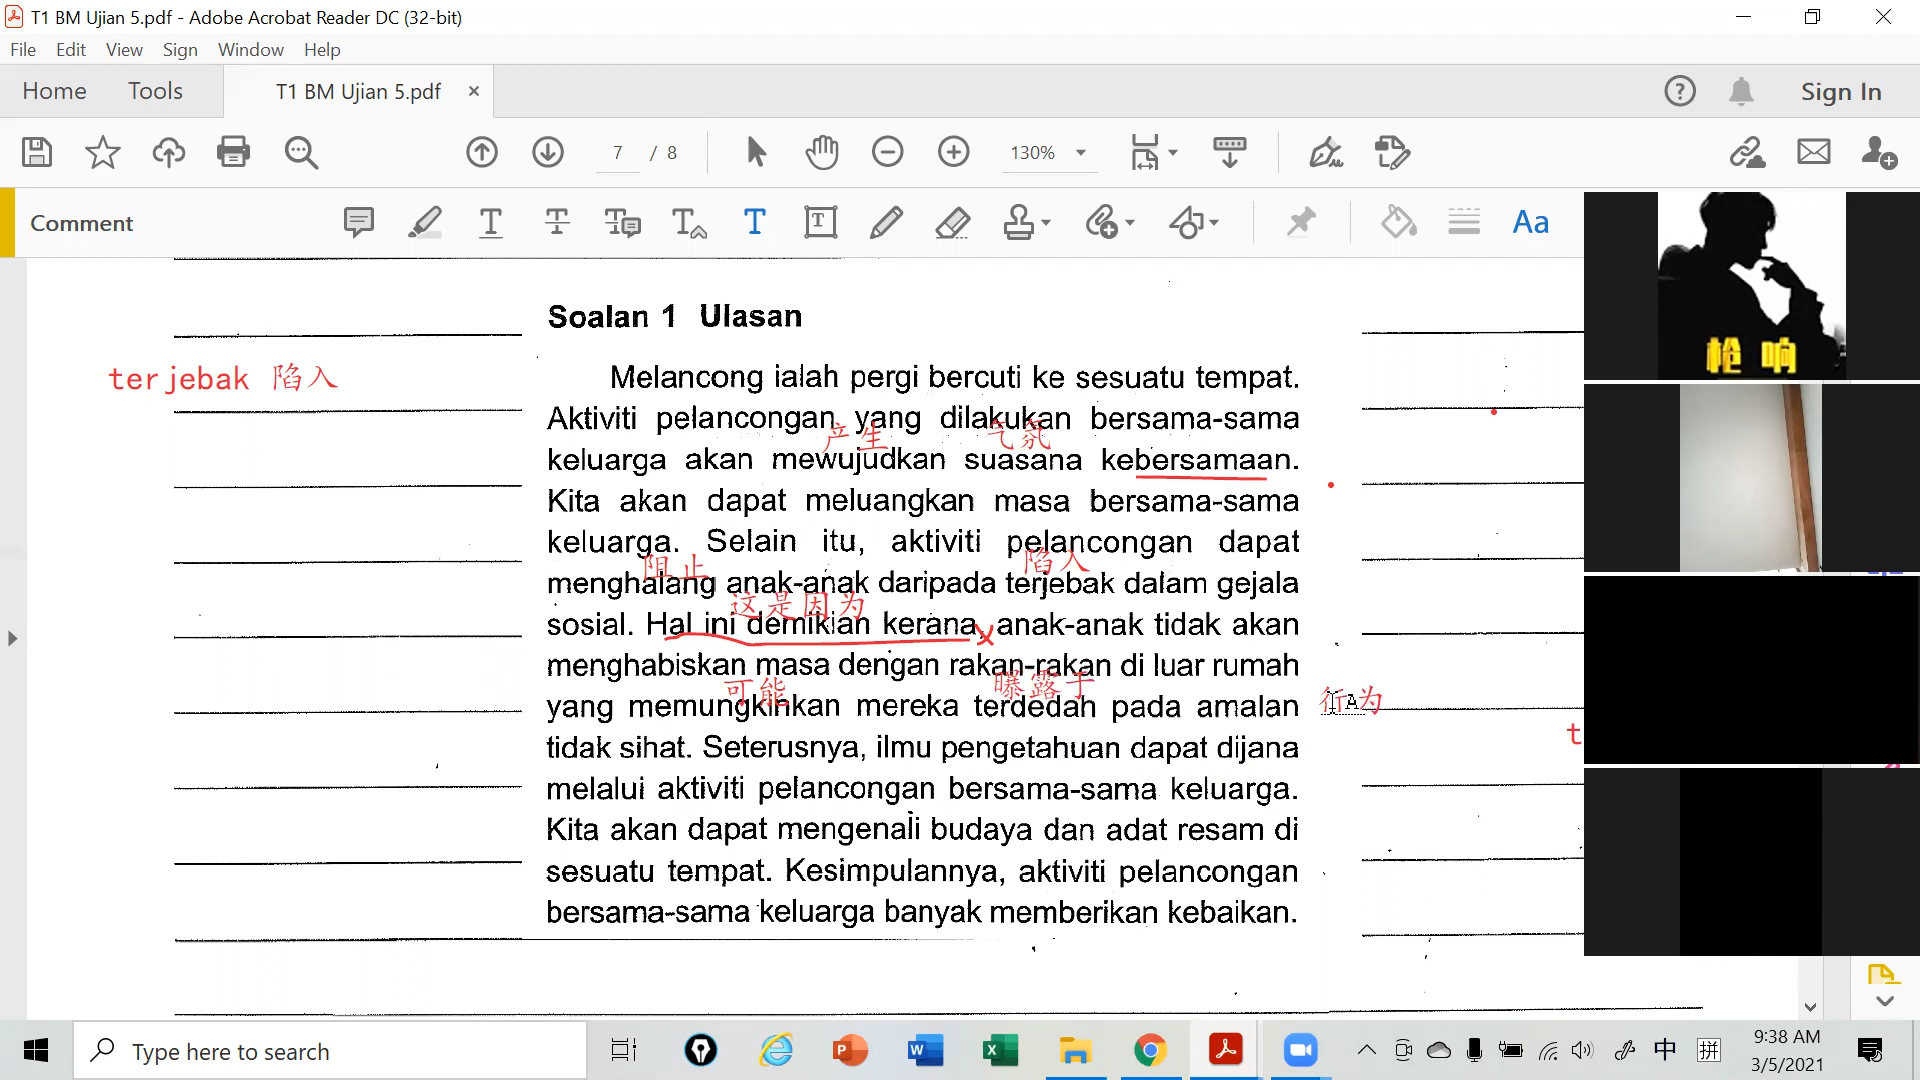 T1 BM Ujian 5.pdf - Adobe Acrobat Reader DC (32-bit)
File Edit View Sign Window Help
Home Tools T1 BM Ujian 5.pdf × Sign In
7 / 8 130%
Comment Aa
Soalan 1 Ulasan
terjebak 陷入
Melancong ialah pergi bercuti ke sesuatu tempat.
Aktiviti pelancongan yang dilakukan bersama-sama
产生 气氛
keluarga akan mewujudkan suasana kebersamaan.
Kita akan dapat meluangkan masa bersama-sama
keluarga. Selain itu, aktiviti pelancongan dapat
阻止 陷入
menghalang anak-anak daripada terjebak dalam gejala
这是因为
sosial. Hal ini demikian kerana, anak-anak tidak akan
menghabiskan masa dengan rakan-rakan di luar rumah
可能 曝露于 行为
yang memungkinkan mereka terdedah pada amalan
t
tidak sihat. Seterusnya, ilmu pengetahuan dapat dijana
melalui aktiviti pelancongan bersama-sama keluarga.
Kita akan dapat mengenali budaya dan adat resam di
sesuatu tempat. Kesimpulannya, aktiviti pelancongan
bersama-sama keluarga banyak memberikan kebaikan.
枪响
Type here to search
中 拼
9:38 AM
3/5/2021